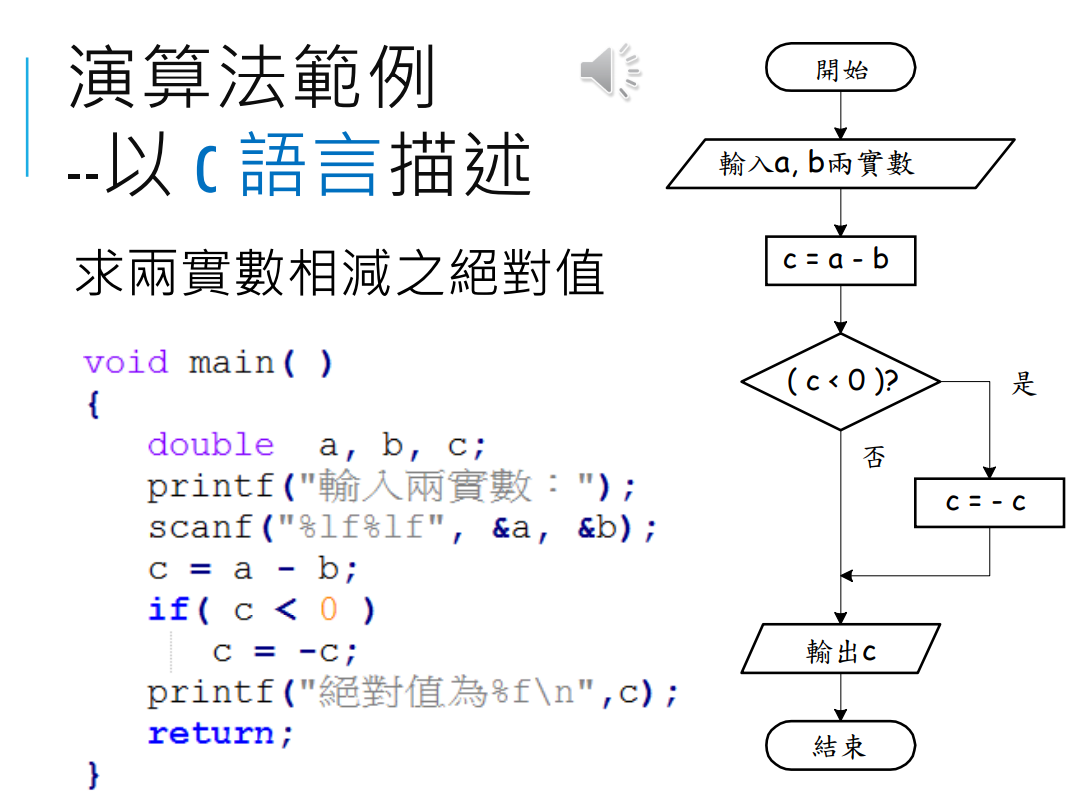 演算法範例
--以 C 語言描述
求兩實數相減之絕對值
void main( )
{
double a, b, c;
printf("輸入兩實數：");
scanf("%lf%lf", &a, &b);
c = a - b;
if( c < 0 )
c = -c;
printf("絕對值為%f\n",c);
return;
}
開始
輸入a, b兩實數
c = a - b
( c < 0 )?
是
否
c = - c
輸出c
結束